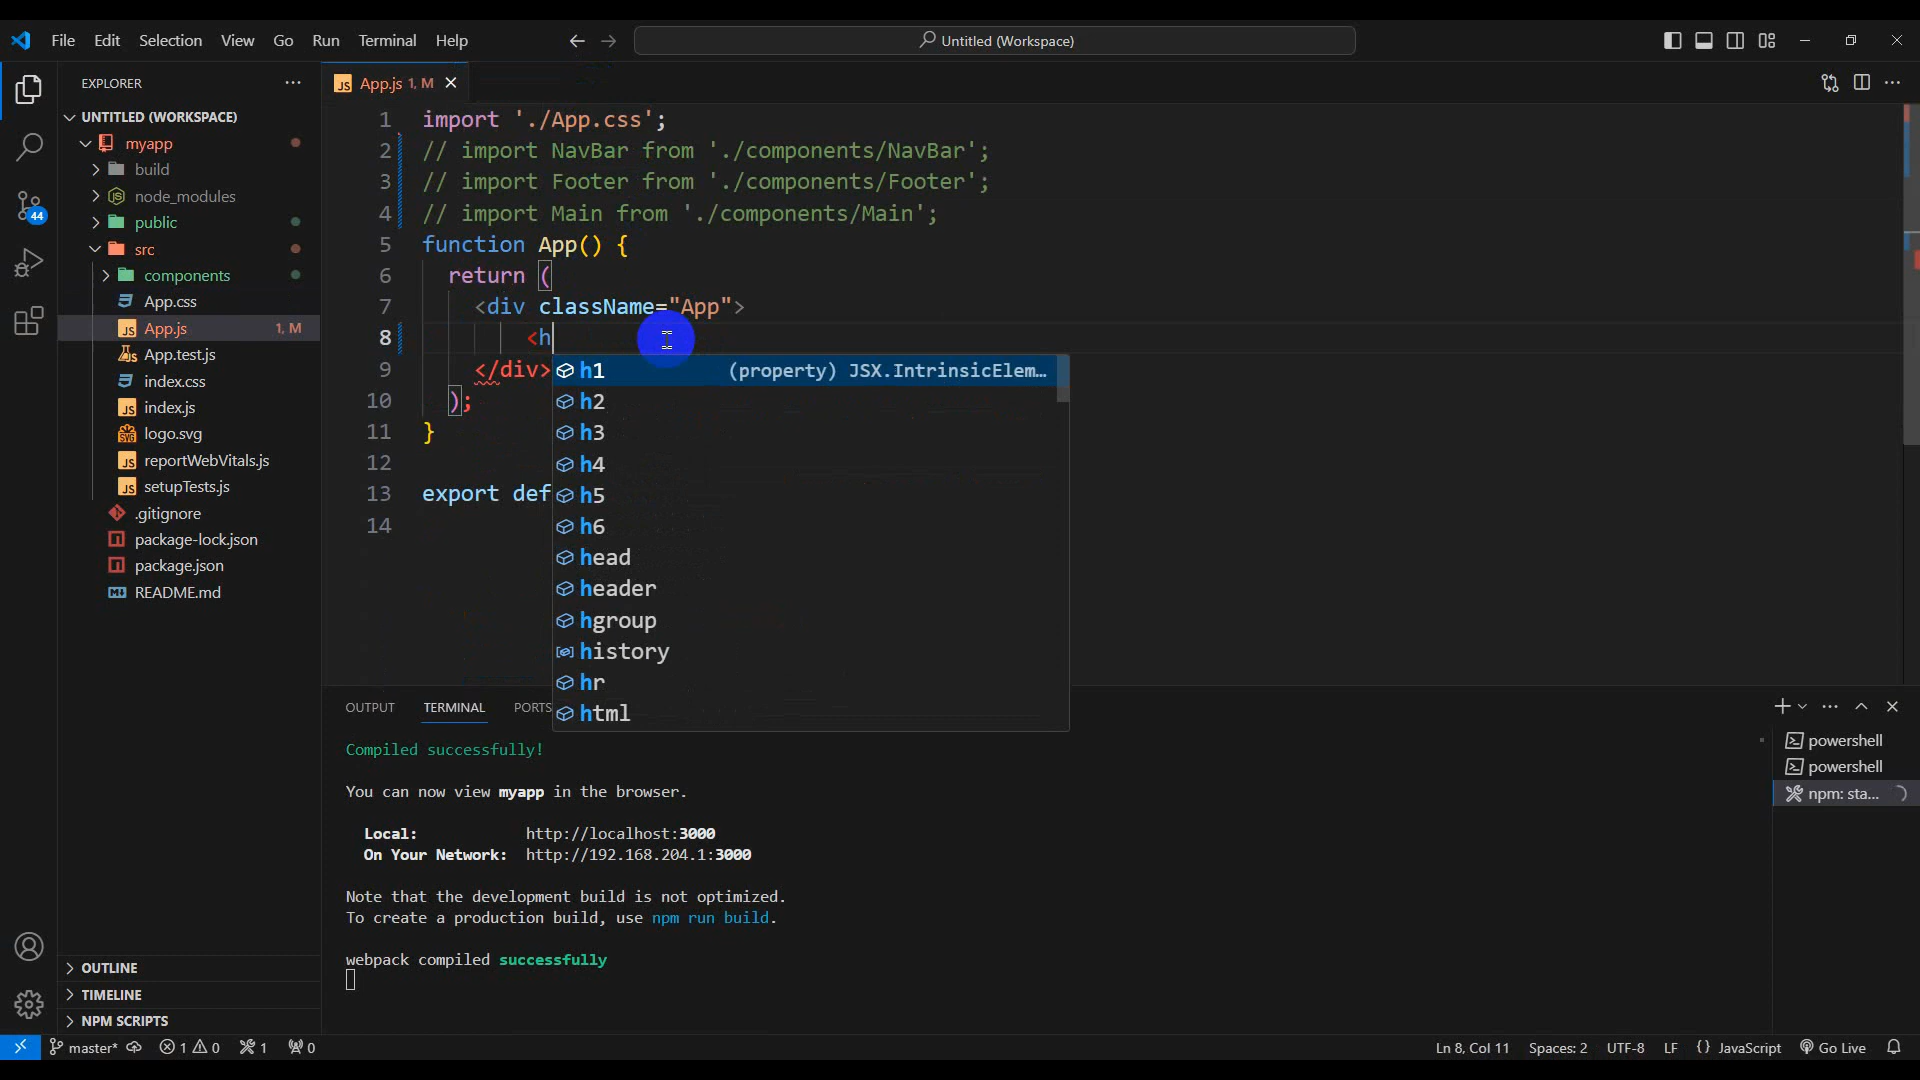 File Edit Selection View Go Run Terminal Help
Untitled (Workspace)
EXPLORER
UNTITLED (WORKSPACE)
myapp
build
node_modules
public
src
components
App.css
App.js 1, M
App.test.js
index.css
index.js
logo.svg
reportWebVitals.js
setupTests.js
.gitignore
package-lock.json
package.json
README.md
OUTLINE
TIMELINE
NPM SCRIPTS
44
App.js 1, M
1 import './App.css';
2 // import NavBar from './components/NavBar';
3 // import Footer from './components/Footer';
4 // import Main from './components/Main';
5 function App() {
6 return (
7 <div className="App">
8 <h
9 </div>
10 );
11 }
12
13 export def
14
h1 (property) JSX.IntrinsicElem…
h2
h3
h4
h5
h6
head
header
hgroup
history
hr
html
OUTPUT TERMINAL PORTS
Compiled successfully!
You can now view myapp in the browser.
Local: http://localhost:3000
On Your Network: http://192.168.204.1:3000
Note that the development build is not optimized.
To create a production build, use npm run build.
webpack compiled successfully
powershell
powershell
npm: sta...
master* 1 0 1 0
Ln 8, Col 11 Spaces: 2 UTF-8 LF {} JavaScript Go Live